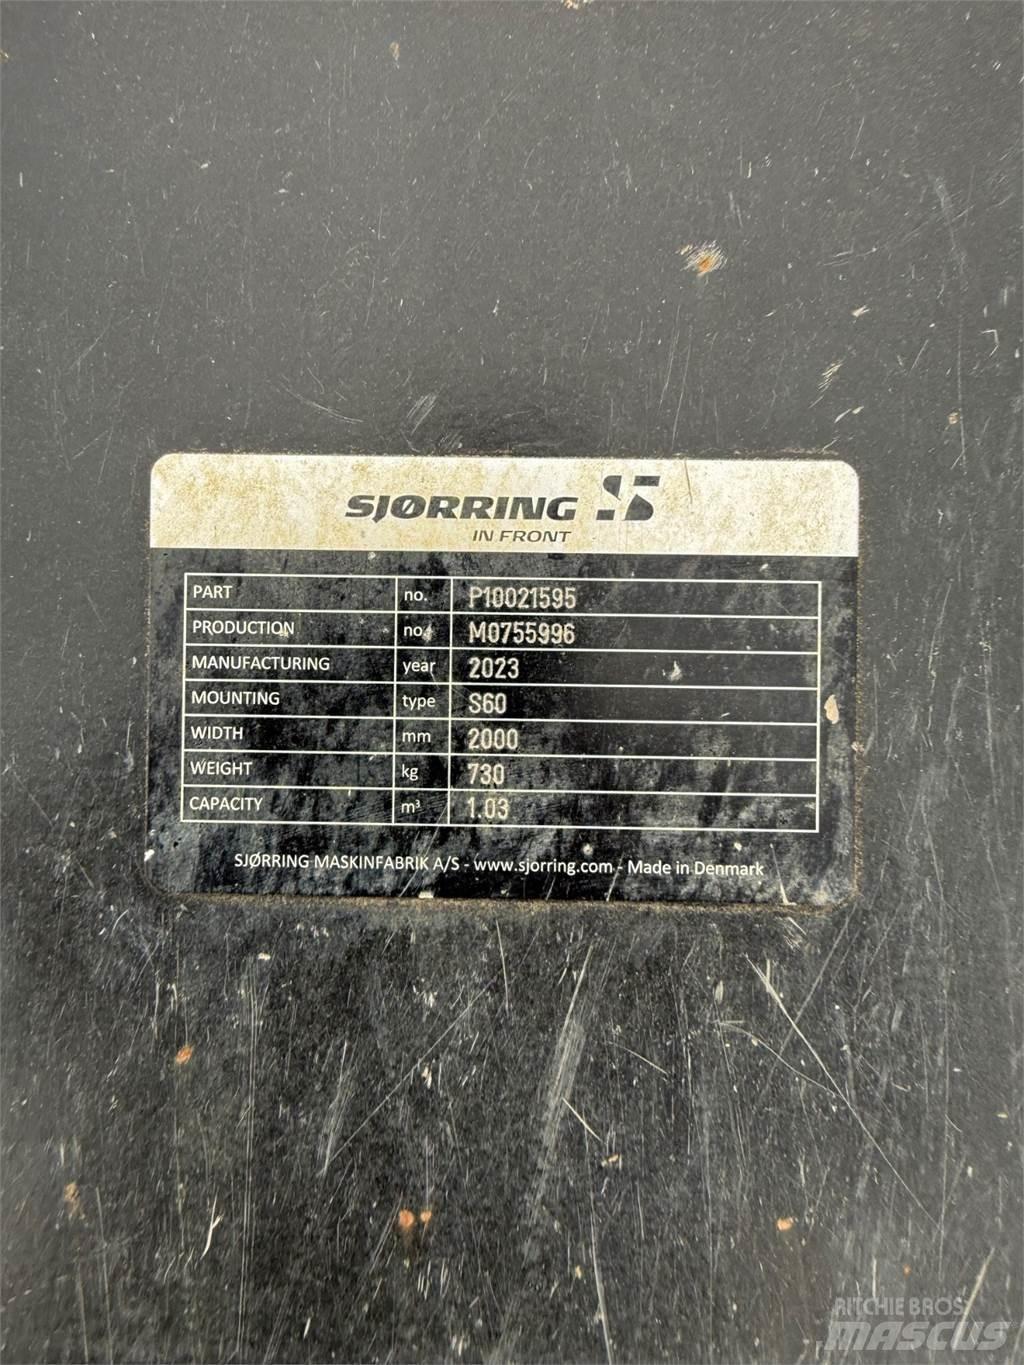 SJØRRING
IN FRONT
PART no. P10021595
PRODUCTION no. M0755996
MANUFACTURING year 2023
MOUNTING type S60
WIDTH mm 2000
WEIGHT kg 730
CAPACITY m³ 1.03
SJØRRING MASKINFABRIK A/S - www.sjorring.com - Made in Denmark
RITCHIE BROS.
MASCUS